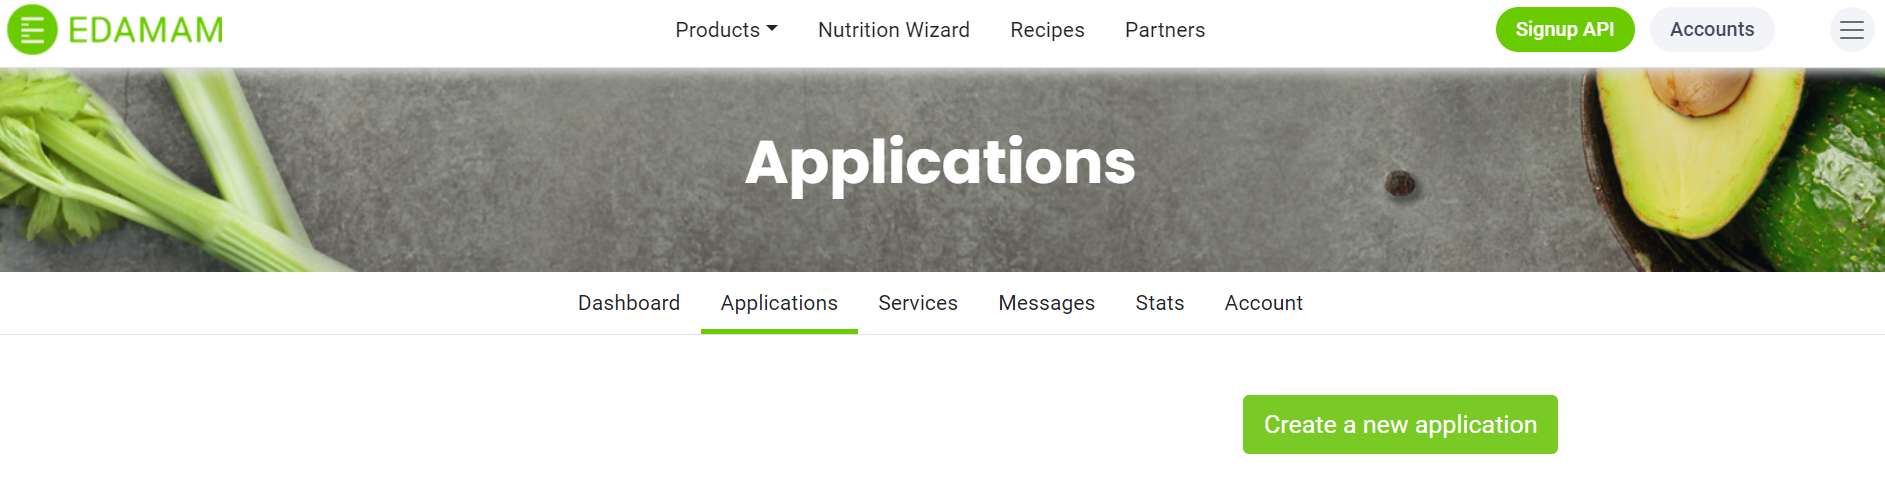 EDAMAM
Products Nutrition Wizard Recipes Partners
Signup API Accounts
Applications
Dashboard Applications Services Messages Stats Account
Create a new application